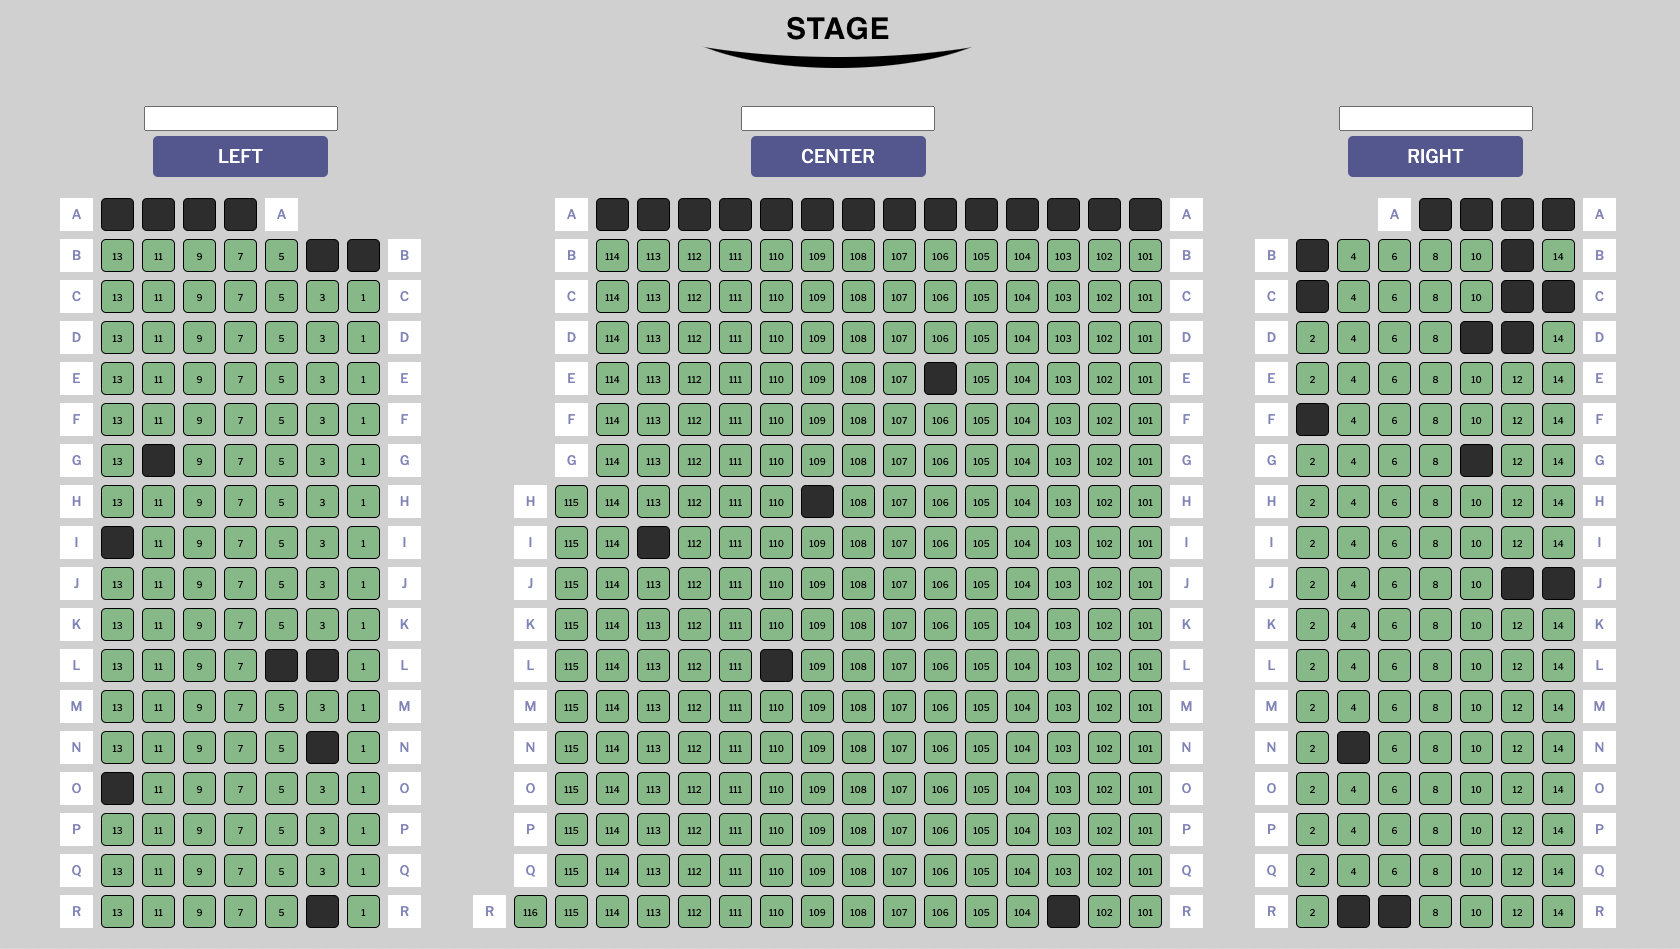 STAGE
LEFT CENTER RIGHT
A A A A A A
B 13 11 9 7 5 B B 114 113 112 111 110 109 108 107 106 105 104 103 102 101 B B 4 6 8 10 14 B
C 13 11 9 7 5 3 1 C C 114 113 112 111 110 109 108 107 106 105 104 103 102 101 C C 4 6 8 10 C
D 13 11 9 7 5 3 1 D D 114 113 112 111 110 109 108 107 106 105 104 103 102 101 D D 2 4 6 8 14 D
E 13 11 9 7 5 3 1 E E 114 113 112 111 110 109 108 107 105 104 103 102 101 E E 2 4 6 8 10 12 14 E
F 13 11 9 7 5 3 1 F F 114 113 112 111 110 109 108 107 106 105 104 103 102 101 F F 4 6 8 10 12 14 F
G 13 9 7 5 3 1 G G 114 113 112 111 110 109 108 107 106 105 104 103 102 101 G G 2 4 6 8 12 14 G
H 13 11 9 7 5 3 1 H H 115 114 113 112 111 110 108 107 106 105 104 103 102 101 H H 2 4 6 8 10 12 14 H
I 11 9 7 5 3 1 I I 115 114 112 111 110 109 108 107 106 105 104 103 102 101 I I 2 4 6 8 10 12 14 I
J 13 11 9 7 5 3 1 J J 115 114 113 112 111 110 109 108 107 106 105 104 103 102 101 J J 2 4 6 8 10 J
K 13 11 9 7 5 3 1 K K 115 114 113 112 111 110 109 108 107 106 105 104 103 102 101 K K 2 4 6 8 10 12 14 K
L 13 11 9 7 1 L L 115 114 113 112 111 109 108 107 106 105 104 103 102 101 L L 2 4 6 8 10 12 14 L
M 13 11 9 7 5 3 1 M M 115 114 113 112 111 110 109 108 107 106 105 104 103 102 101 M M 2 4 6 8 10 12 14 M
N 13 11 9 7 5 1 N N 115 114 113 112 111 110 109 108 107 106 105 104 103 102 101 N N 2 6 8 10 12 14 N
O 11 9 7 5 3 1 O O 115 114 113 112 111 110 109 108 107 106 105 104 103 102 101 O O 2 4 6 8 10 12 14 O
P 13 11 9 7 5 3 1 P P 115 114 113 112 111 110 109 108 107 106 105 104 103 102 101 P P 2 4 6 8 10 12 14 P
Q 13 11 9 7 5 3 1 Q Q 115 114 113 112 111 110 109 108 107 106 105 104 103 102 101 Q Q 2 4 6 8 10 12 14 Q
R 13 11 9 7 5 1 R R 116 115 114 113 112 111 110 109 108 107 106 105 104 102 101 R R 2 8 10 12 14 R